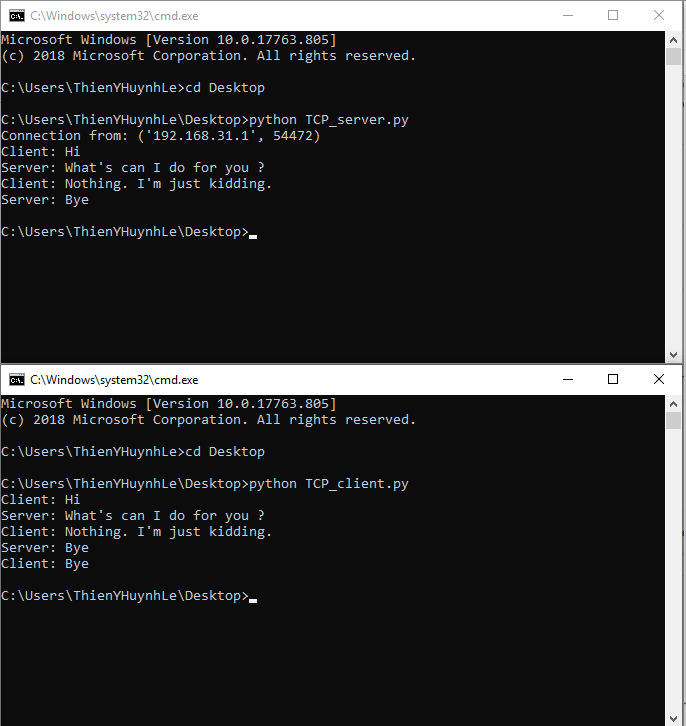 C:\Windows\system32\cmd.exe
Microsoft Windows [Version 10.0.17763.805]
(c) 2018 Microsoft Corporation. All rights reserved.
C:\Users\ThienYHuynhLe>cd Desktop
C:\Users\ThienYHuynhLe\Desktop>python TCP_server.py
Connection from: ('192.168.31.1', 54472)
Client: Hi
Server: What's can I do for you ?
Client: Nothing. I'm just kidding.
Server: Bye
C:\Users\ThienYHuynhLe\Desktop>
C:\Windows\system32\cmd.exe
Microsoft Windows [Version 10.0.17763.805]
(c) 2018 Microsoft Corporation. All rights reserved.
C:\Users\ThienYHuynhLe>cd Desktop
C:\Users\ThienYHuynhLe\Desktop>python TCP_client.py
Client: Hi
Server: What's can I do for you ?
Client: Nothing. I'm just kidding.
Server: Bye
Client: Bye
C:\Users\ThienYHuynhLe\Desktop>